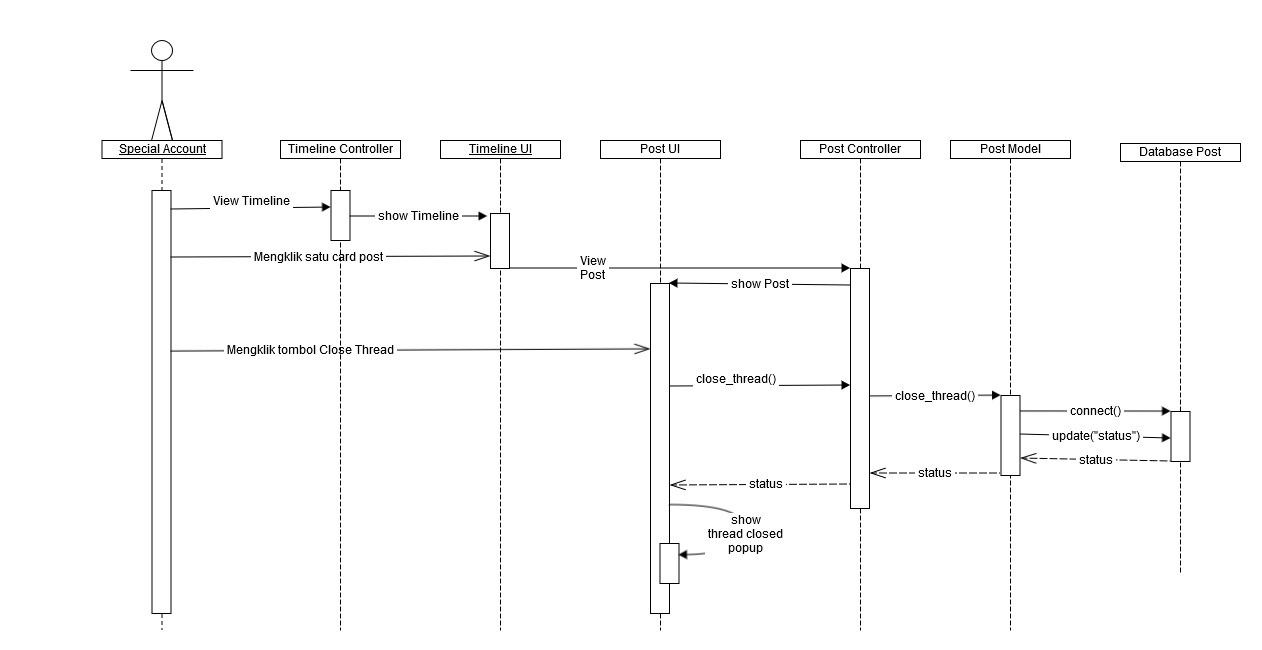 Special Account
Timeline Controller
Timeline UI
Post UI
Post Controller
Post Model
Database Post
View Timeline
show Timeline
Mengklik satu card post
View
Post
show Post
Mengklik tombol Close Thread
close_thread()
close_thread()
connect()
update("status")
status
status
status
show
thread closed
popup